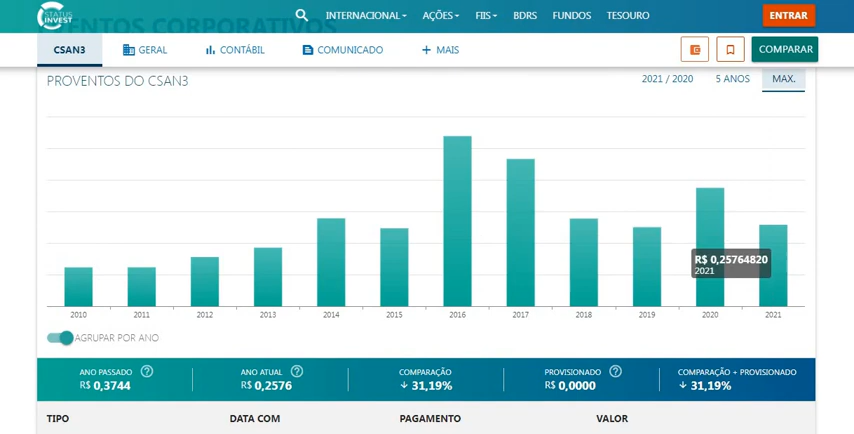 STATUS
INVEST
INTERNACIONAL
AÇÕES
FIIS
BDRS
FUNDOS
TESOURO
ENTRAR
ENTOS CORPORATIVOS
CSAN3
GERAL
CONTÁBIL
COMUNICADO
+ MAIS
COMPARAR
PROVENTOS DO CSAN3
2021 / 2020
5 ANOS
MAX.
R$ 0,25764820
2021
2010 2011 2012 2013 2014 2015 2016 2017 2018 2019 2020 2021
AGRUPAR POR ANO
ANO PASSADO ?
R$ 0,3744
ANO ATUAL ?
R$ 0,2576
COMPARAÇÃO
↓ 31,19%
PROVISIONADO ?
R$ 0,0000
COMPARAÇÃO + PROVISIONADO
↓ 31,19%
TIPO DATA COM PAGAMENTO VALOR